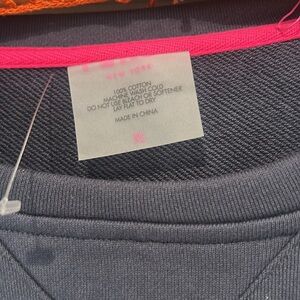 NEW YORK
100% COTTON
MACHINE WASH COLD
DO NOT USE BLEACH OR SOFTENER
LAY FLAT TO DRY
MADE IN CHINA